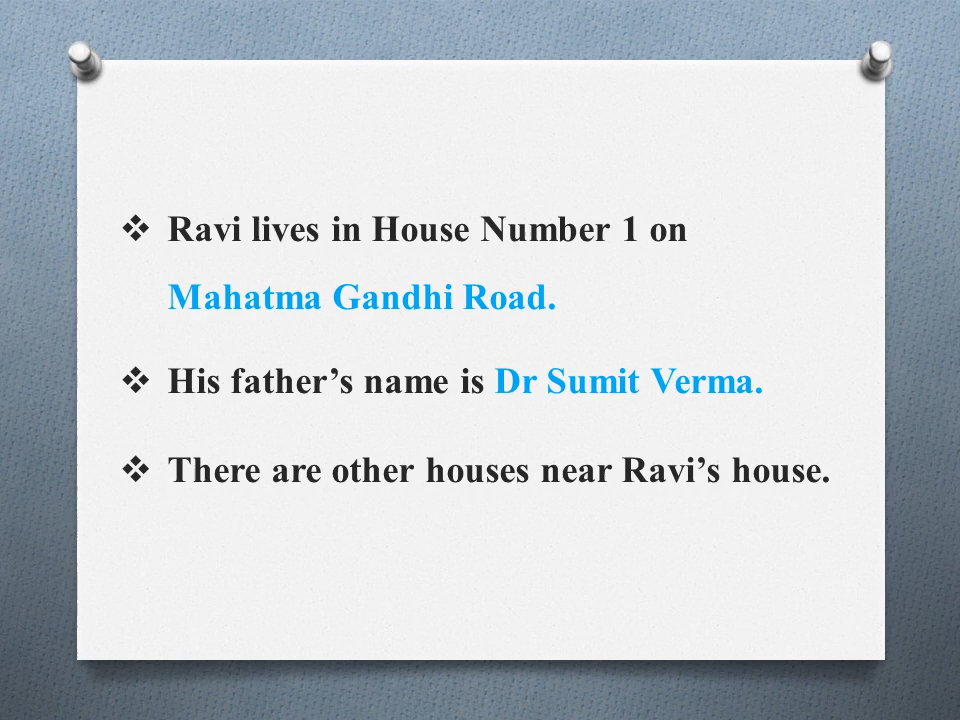 ❖ Ravi lives in House Number 1 on
Mahatma Gandhi Road.
❖ His father’s name is Dr Sumit Verma.
❖ There are other houses near Ravi’s house.